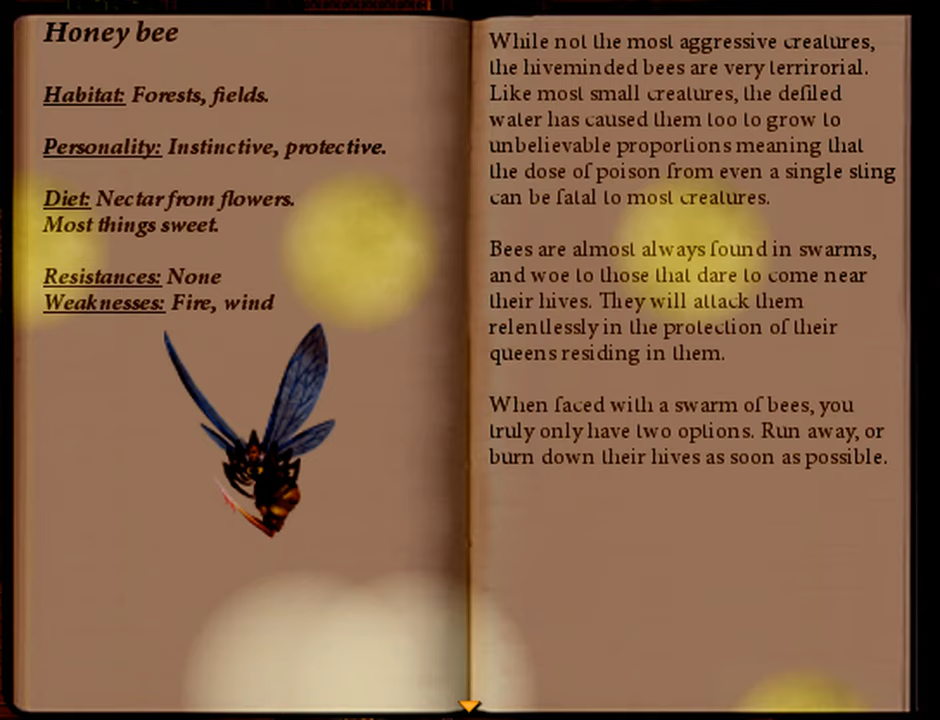 Honey bee
Habitat: Forests, fields.
Personality: Instinctive, protective.
Diet: Nectar from flowers.
Most things sweet.
Resistances: None
Weaknesses: Fire, wind
While not the most aggressive creatures,
the hiveminded bees are very terrirorial.
Like most small creatures, the defiled
water has caused them too to grow to
unbelievable proportions meaning that
the dose of poison from even a single sting
can be fatal to most creatures.
Bees are almost always found in swarms,
and woe to those that dare to come near
their hives. They will attack them
relentlessly in the protection of their
queens residing in them.
When faced with a swarm of bees, you
truly only have two options. Run away, or
burn down their hives as soon as possible.